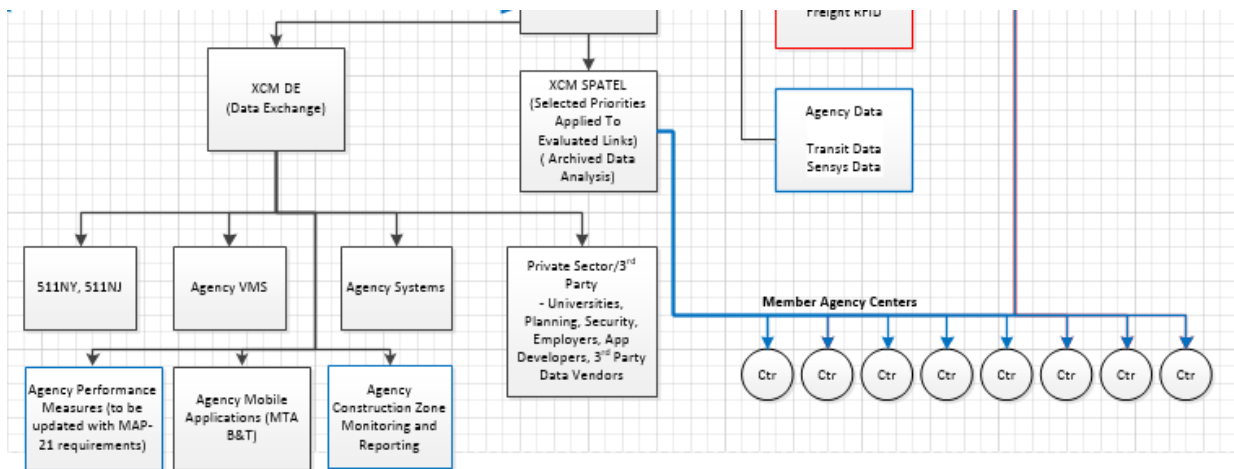 Freight RFID
XCM DE
(Data Exchange)
XCM SPATEL
(Selected Priorities
Applied To
Evaluated Links)
( Archived Data
Analysis)
Agency Data
Transit Data
Sensys Data
511NY, 511NJ
Agency VMS
Agency Systems
Private Sector/3rd
Party
- Universities,
Planning, Security,
Employers, App
Developers, 3rd Party
Data Vendors
Member Agency Centers
Ctr
Ctr
Ctr
Ctr
Ctr
Ctr
Ctr
Ctr
Agency Performance
Measures (to be
updated with MAP-
21 requirements)
Agency Mobile
Applications (MTA
B&T)
Agency
Construction Zone
Monitoring and
Reporting